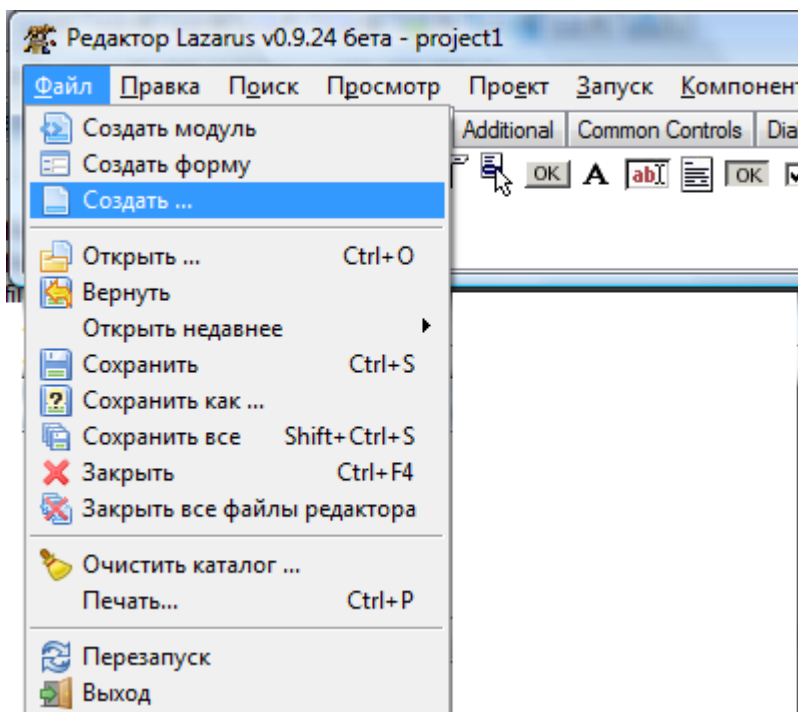 Редактор Lazarus v0.9.24 бета - project1
Файл Правка Поиск Просмотр Проект Запуск Компонент
Создать модуль
Additional Common Controls Dia
Создать форму
OK A abI OK
Создать ...
Открыть ... Ctrl+O
Вернуть
Открыть недавнее
Сохранить Ctrl+S
Сохранить как ...
Сохранить все Shift+Ctrl+S
Закрыть Ctrl+F4
Закрыть все файлы редактора
Очистить каталог ...
Печать... Ctrl+P
Перезапуск
Выход